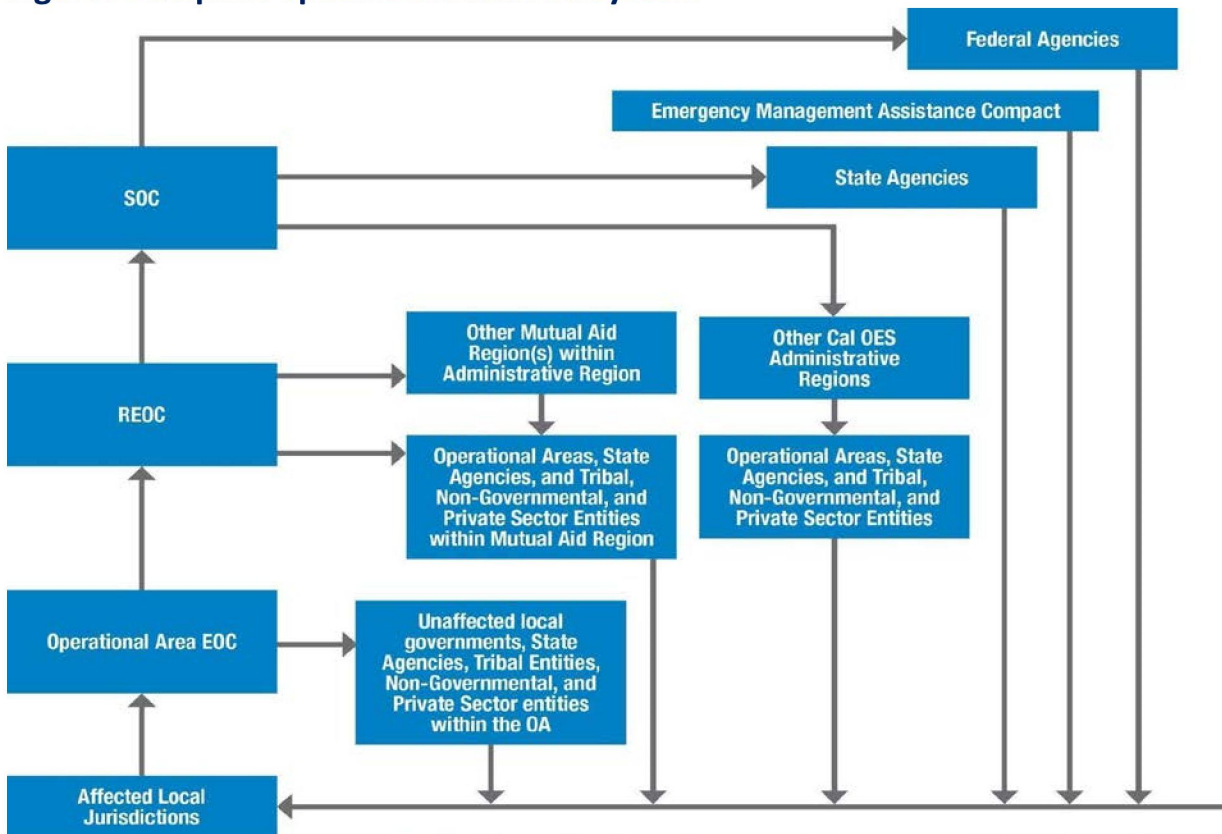 Federal Agencies
Emergency Management Assistance Compact
SOC
State Agencies
Other Mutual Aid
Region(s) within
Administrative Region
Other Cal OES
Administrative
Regions
REOC
Operational Areas, State
Agencies, and Tribal,
Non-Governmental, and
Private Sector Entities
within Mutual Aid Region
Operational Areas, State
Agencies, and Tribal,
Non-Governmental, and
Private Sector Entities
Operational Area EOC
Unaffected local
governments, State
Agencies, Tribal Entities,
Non-Governmental, and
Private Sector entities
within the OA
Affected Local
Jurisdictions